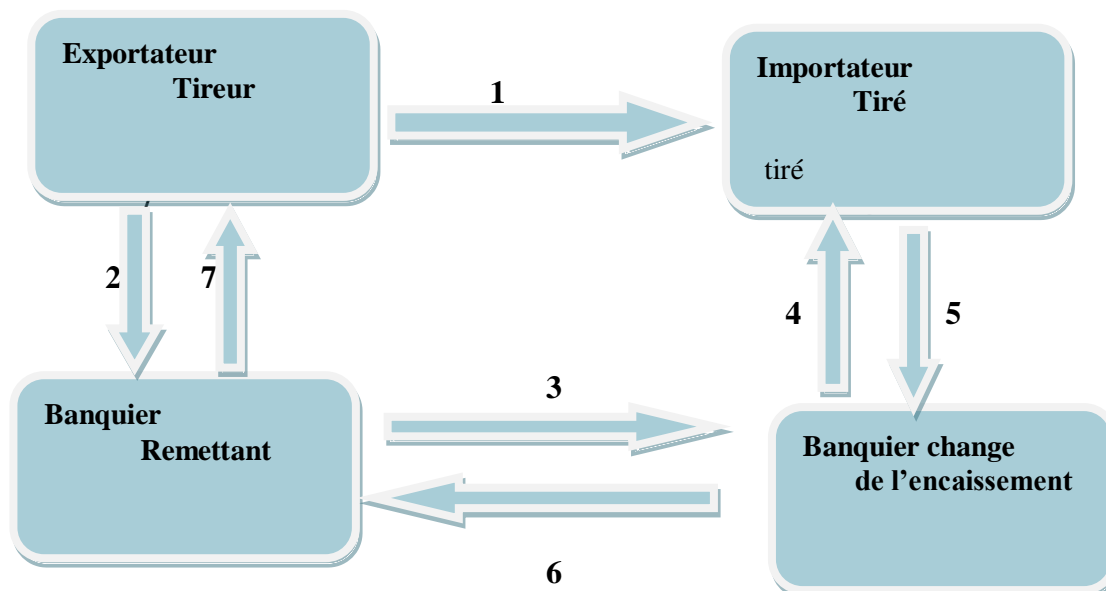 Exportateur
Tireur
1
Importateur
Tiré
tiré
2
7
4
5
3
Banquier
Remettant
Banquier change
de l’encaissement
6